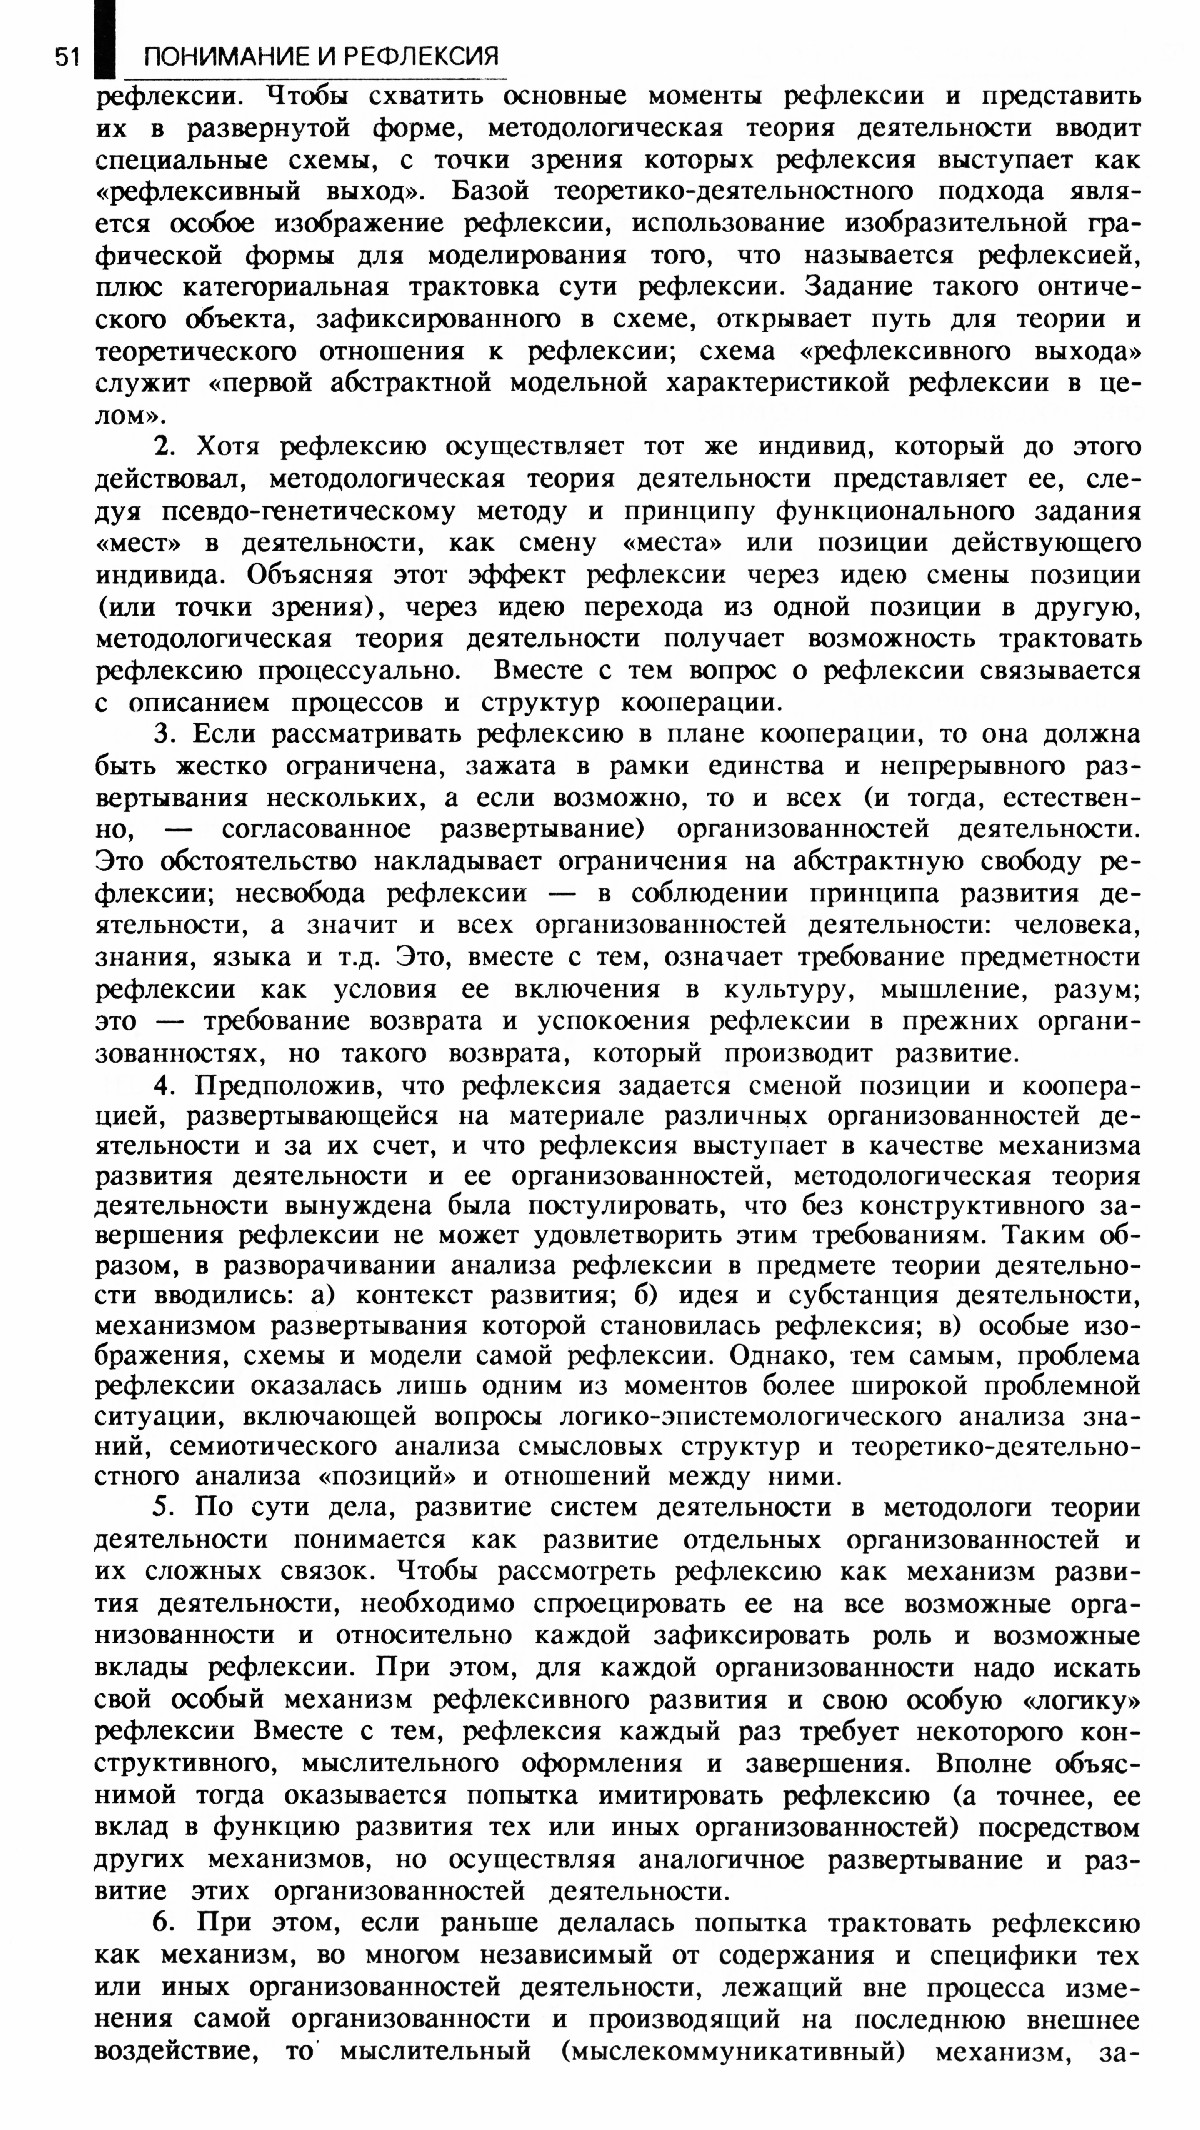 51 ПОНИМАНИЕ И РЕФЛЕКСИЯ
рефлексии. Чтобы схватить основные моменты рефлексии и представить
их в развернутой форме, методологическая теория деятельности вводит
специальные схемы, с точки зрения которых рефлексия выступает как
«рефлексивный выход». Базой теоретико-деятельностного подхода явля-
ется особое изображение рефлексии, использование изобразительной гра-
фической формы для моделирования того, что называется рефлексией,
плюс категориальная трактовка сути рефлексии. Задание такого онтиче-
ского объекта, зафиксированного в схеме, открывает путь для теории и
теоретического отношения к рефлексии; схема «рефлексивного выхода»
служит «первой абстрактной модельной характеристикой рефлексии в це-
лом».
2. Хотя рефлексию осуществляет тот же индивид, который до этого
действовал, методологическая теория деятельности представляет ее, сле-
дуя псевдо-генетическому методу и принципу функционального задания
«мест» в деятельности, как смену «места» или позиции действующего
индивида. Объясняя этот эффект рефлексии через идею смены позиции
(или точки зрения), через идею перехода из одной позиции в другую,
методологическая теория деятельности получает возможность трактовать
рефлексию процессуально. Вместе с тем вопрос о рефлексии связывается
с описанием процессов и структур кооперации.
3. Если рассматривать рефлексию в плане кооперации, то она должна
быть жестко ограничена, зажата в рамки единства и непрерывного раз-
вертывания нескольких, а если возможно, то и всех (и тогда, естествен-
но, — согласованное развертывание) организованностей деятельности.
Это обстоятельство накладывает ограничения на абстрактную свободу ре-
флексии; несвобода рефлексии — в соблюдении принципа развития де-
ятельности, а значит и всех организованностей деятельности: человека,
знания, языка и т.д. Это, вместе с тем, означает требование предметности
рефлексии как условия ее включения в культуру, мышление, разум;
это — требование возврата и успокоения рефлексии в прежних органи-
зованностях, но такого возврата, который производит развитие.
4. Предположив, что рефлексия задается сменой позиции и коопера-
цией, развертывающейся на материале различных организованностей де-
ятельности и за их счет, и что рефлексия выступает в качестве механизма
развития деятельности и ее организованностей, методологическая теория
деятельности вынуждена была постулировать, что без конструктивного за-
вершения рефлексии не может удовлетворить этим требованиям. Таким об-
разом, в разворачивании анализа рефлексии в предмете теории деятельно-
сти вводились: а) контекст развития; б) идея и субстанция деятельности,
механизмом развертывания которой становилась рефлексия; в) особые изо-
бражения, схемы и модели самой рефлексии. Однако, тем самым, проблема
рефлексии оказалась лишь одним из моментов более широкой проблемной
ситуации, включающей вопросы логико-эпистемологического анализа зна-
ний, семиотического анализа смысловых структур и теоретико-деятельно-
стного анализа «позиций» и отношений между ними.
5. По сути дела, развитие систем деятельности в методологи теории
деятельности понимается как развитие отдельных организованностей и
их сложных связок. Чтобы рассмотреть рефлексию как механизм разви-
тия деятельности, необходимо спроецировать ее на все возможные орга-
низованности и относительно каждой зафиксировать роль и возможные
вклады рефлексии. При этом, для каждой организованности надо искать
свой особый механизм рефлексивного развития и свою особую «логику»
рефлексии Вместе с тем, рефлексия каждый раз требует некоторого кон-
структивного, мыслительного оформления и завершения. Вполне объяс-
нимой тогда оказывается попытка имитировать рефлексию (а точнее, ее
вклад в функцию развития тех или иных организованностей) посредством
других механизмов, но осуществляя аналогичное развертывание и раз-
витие этих организованностей деятельности.
6. При этом, если раньше делалась попытка трактовать рефлексию
как механизм, во многом независимый от содержания и специфики тех
или иных организованностей деятельности, лежащий вне процесса изме-
нения самой организованности и производящий на последнюю внешнее
воздействие, то мыслительный (мыслекоммуникативный) механизм, за-